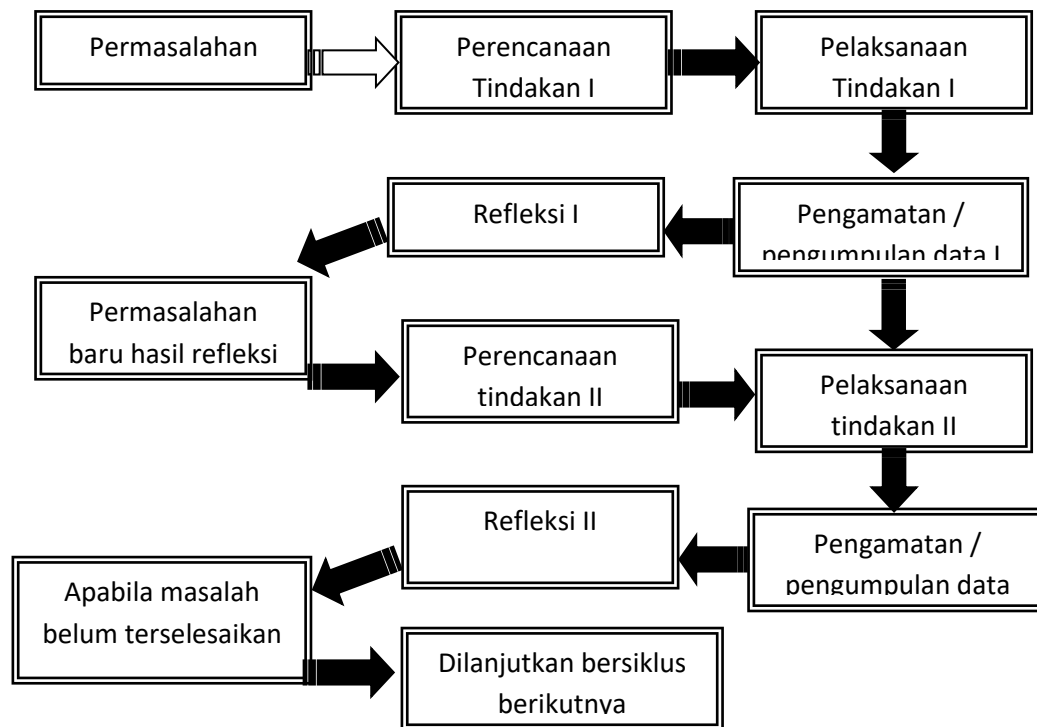 Permasalahan
Perencanaan
Tindakan I
Pelaksanaan
Tindakan I
Refleksi I
Pengamatan /
pengumpulan data I
Permasalahan
baru hasil refleksi
Perencanaan
tindakan II
Pelaksanaan
tindakan II
Refleksi II
Pengamatan /
pengumpulan data
Apabila masalah
belum terselesaikan
Dilanjutkan bersiklus
berikutnya